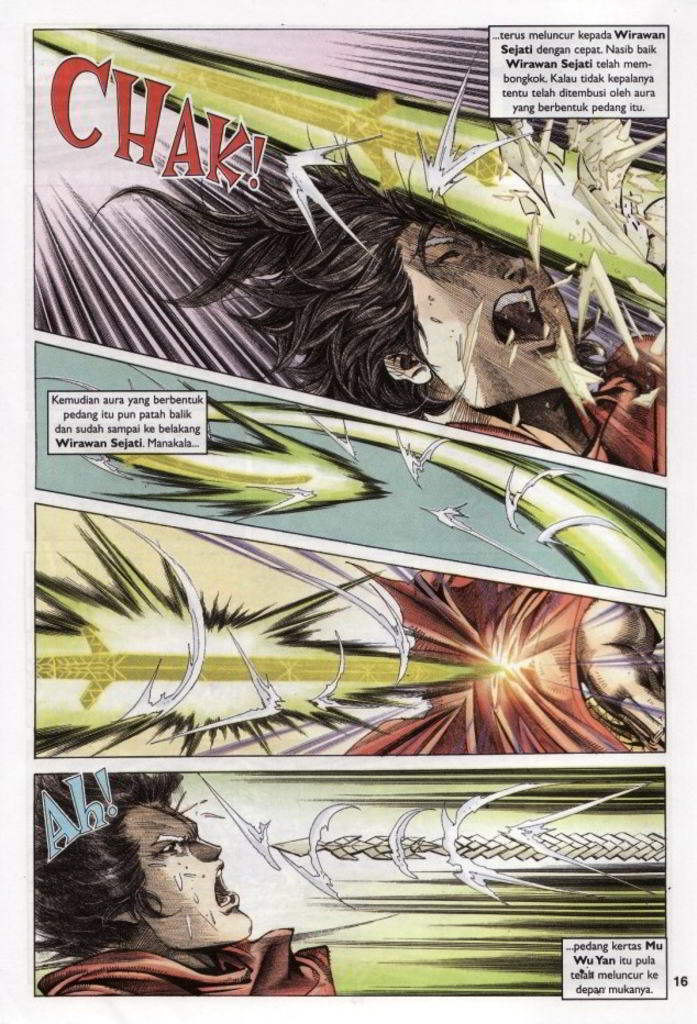 ...terus meluncur kepada Wirawan
Sejati dengan cepat. Nasib baik
Wirawan Sejati telah mem-
bongkok. Kalau tidak kepalanya
tentu telah ditembusi oleh aura
yang berbentuk pedang itu.
CHAK!
Kemudian aura yang berbentuk
pedang itu pun patah balik
dan sudah sampai ke belakang
Wirawan Sejati. Manakala...
Ah!
...pedang kertas Mu
Wu Yan itu pula
telah meluncur ke
depan mukanya.
16